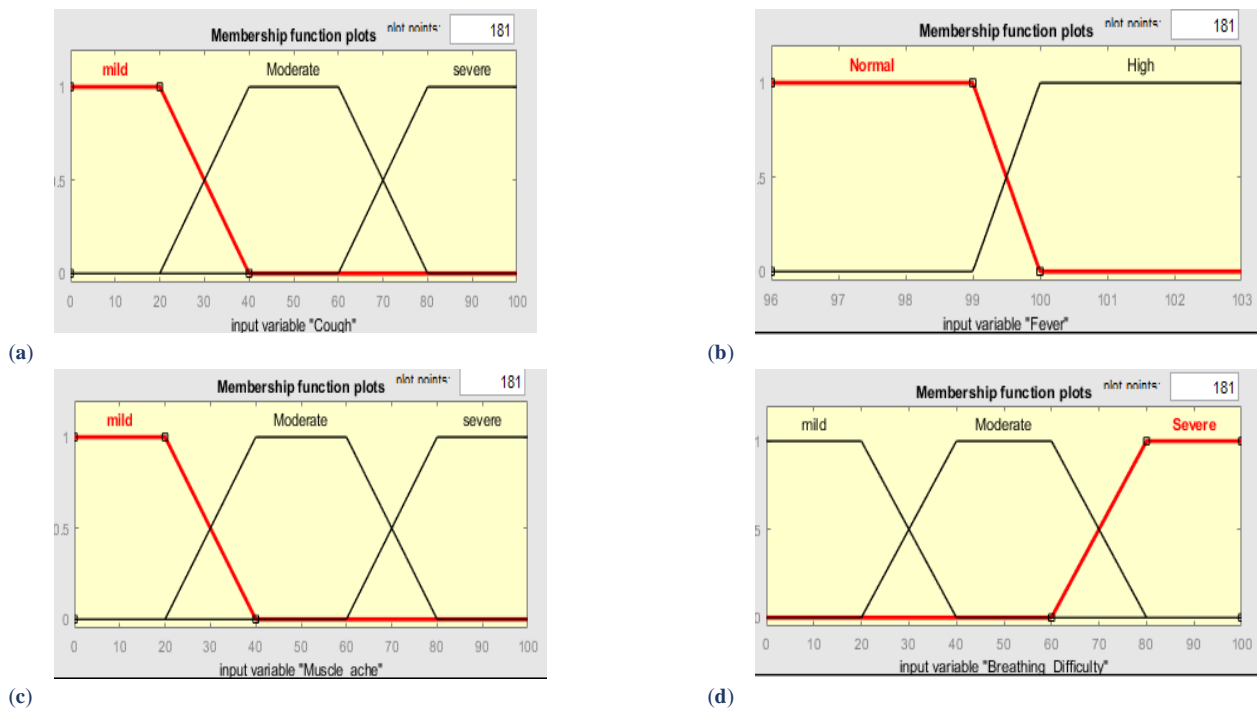 Membership function plots plot points: 181
mild Moderate severe
1
0.5
0
0 10 20 30 40 50 60 70 80 90 100
input variable "Cough"
(a)
Membership function plots plot points: 181
Normal High
1
.5
0
96 97 98 99 100 101 102 103
input variable "Fever"
(b)
Membership function plots plot points: 181
mild Moderate severe
1
0.5
0
0 10 20 30 40 50 60 70 80 90 100
input variable "Muscle_ache"
(c)
Membership function plots plot points: 181
mild Moderate Severe
1
.5
0
0 10 20 30 40 50 60 70 80 90 100
input variable "Breathing_Difficulty"
(d)